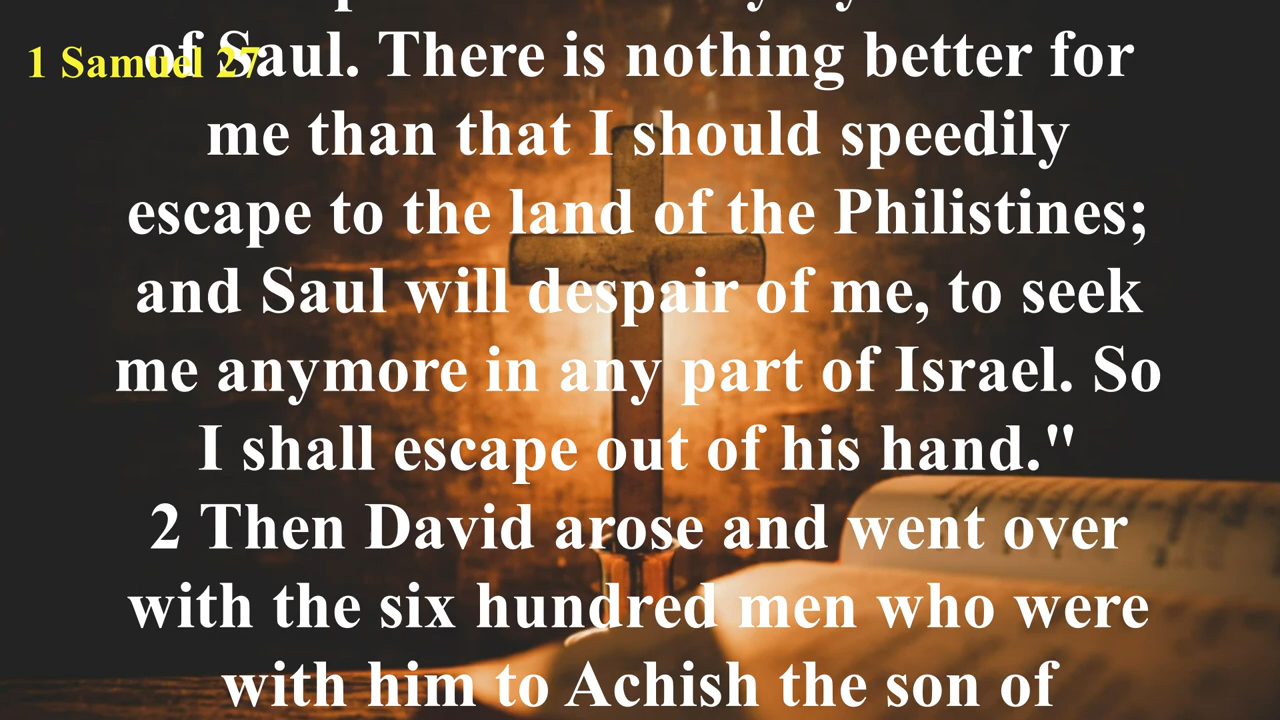 1 Samuel 27
of Saul. There is nothing better for
me than that I should speedily
escape to the land of the Philistines;
and Saul will despair of me, to seek
me anymore in any part of Israel. So
I shall escape out of his hand."
2 Then David arose and went over
with the six hundred men who were
with him to Achish the son of